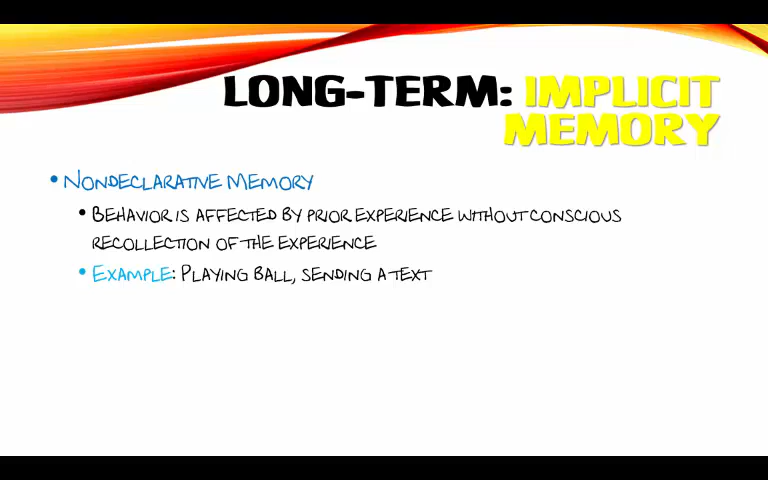 LONG-TERM: IMPLICIT
MEMORY
• NONDECLARATIVE MEMORY
• BEHAVIOR IS AFFECTED BY PRIOR EXPERIENCE WITHOUT CONSCIOUS
RECOLLECTION OF THE EXPERIENCE
• EXAMPLE: PLAYING BALL, SENDING A TEXT